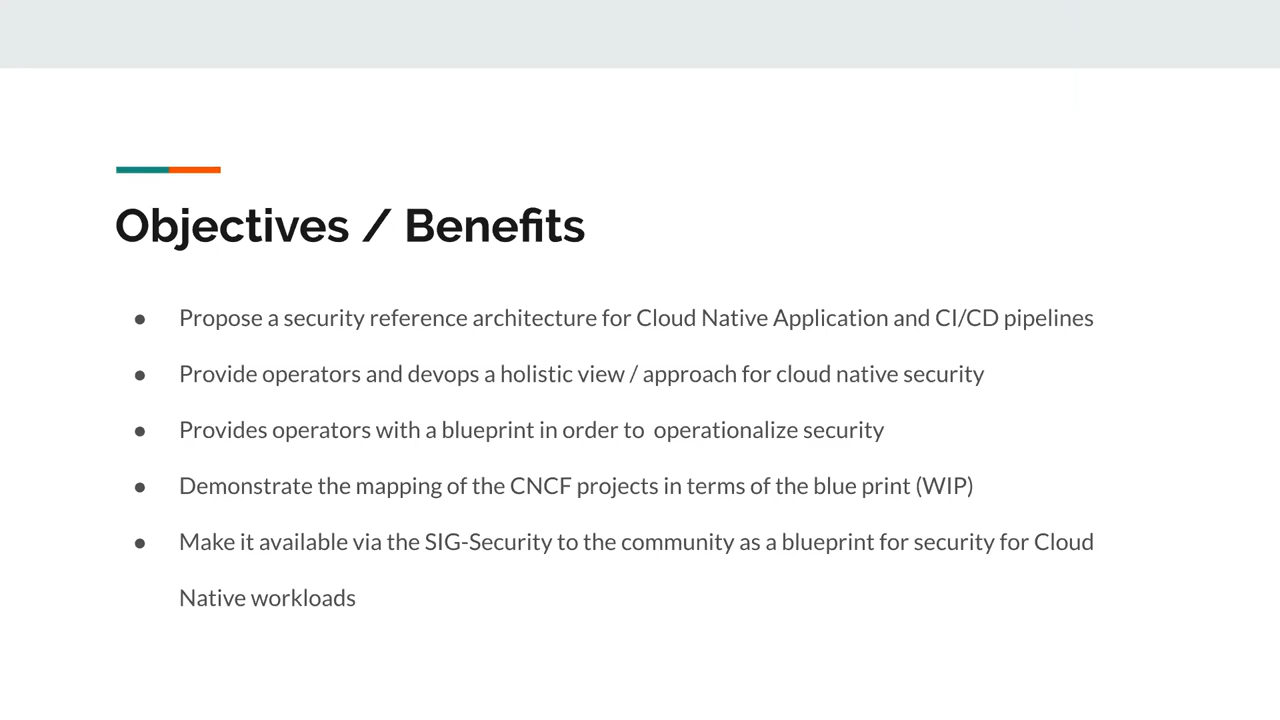 Objectives / Benefits
● Propose a security reference architecture for Cloud Native Application and CI/CD pipelines
● Provide operators and devops a holistic view / approach for cloud native security
● Provides operators with a blueprint in order to  operationalize security
● Demonstrate the mapping of the CNCF projects in terms of the blue print (WIP)
● Make it available via the SIG-Security to the community as a blueprint for security for Cloud
Native workloads